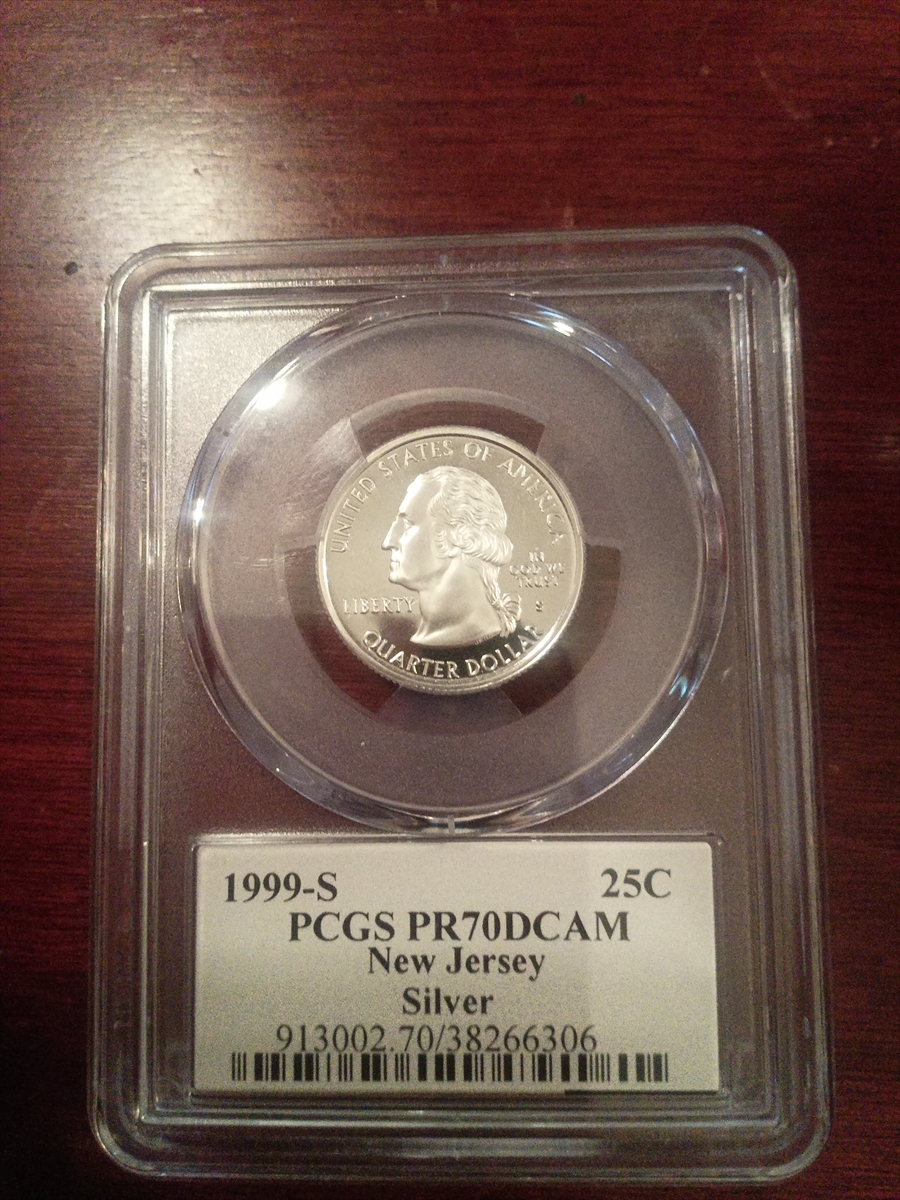 UNITED STATES OF AMERICA
IN
GOD WE
TRUST
LIBERTY
S
QUARTER DOLLAR
1999-S 25C
PCGS PR70DCAM
New Jersey
Silver
913002.70/38266306